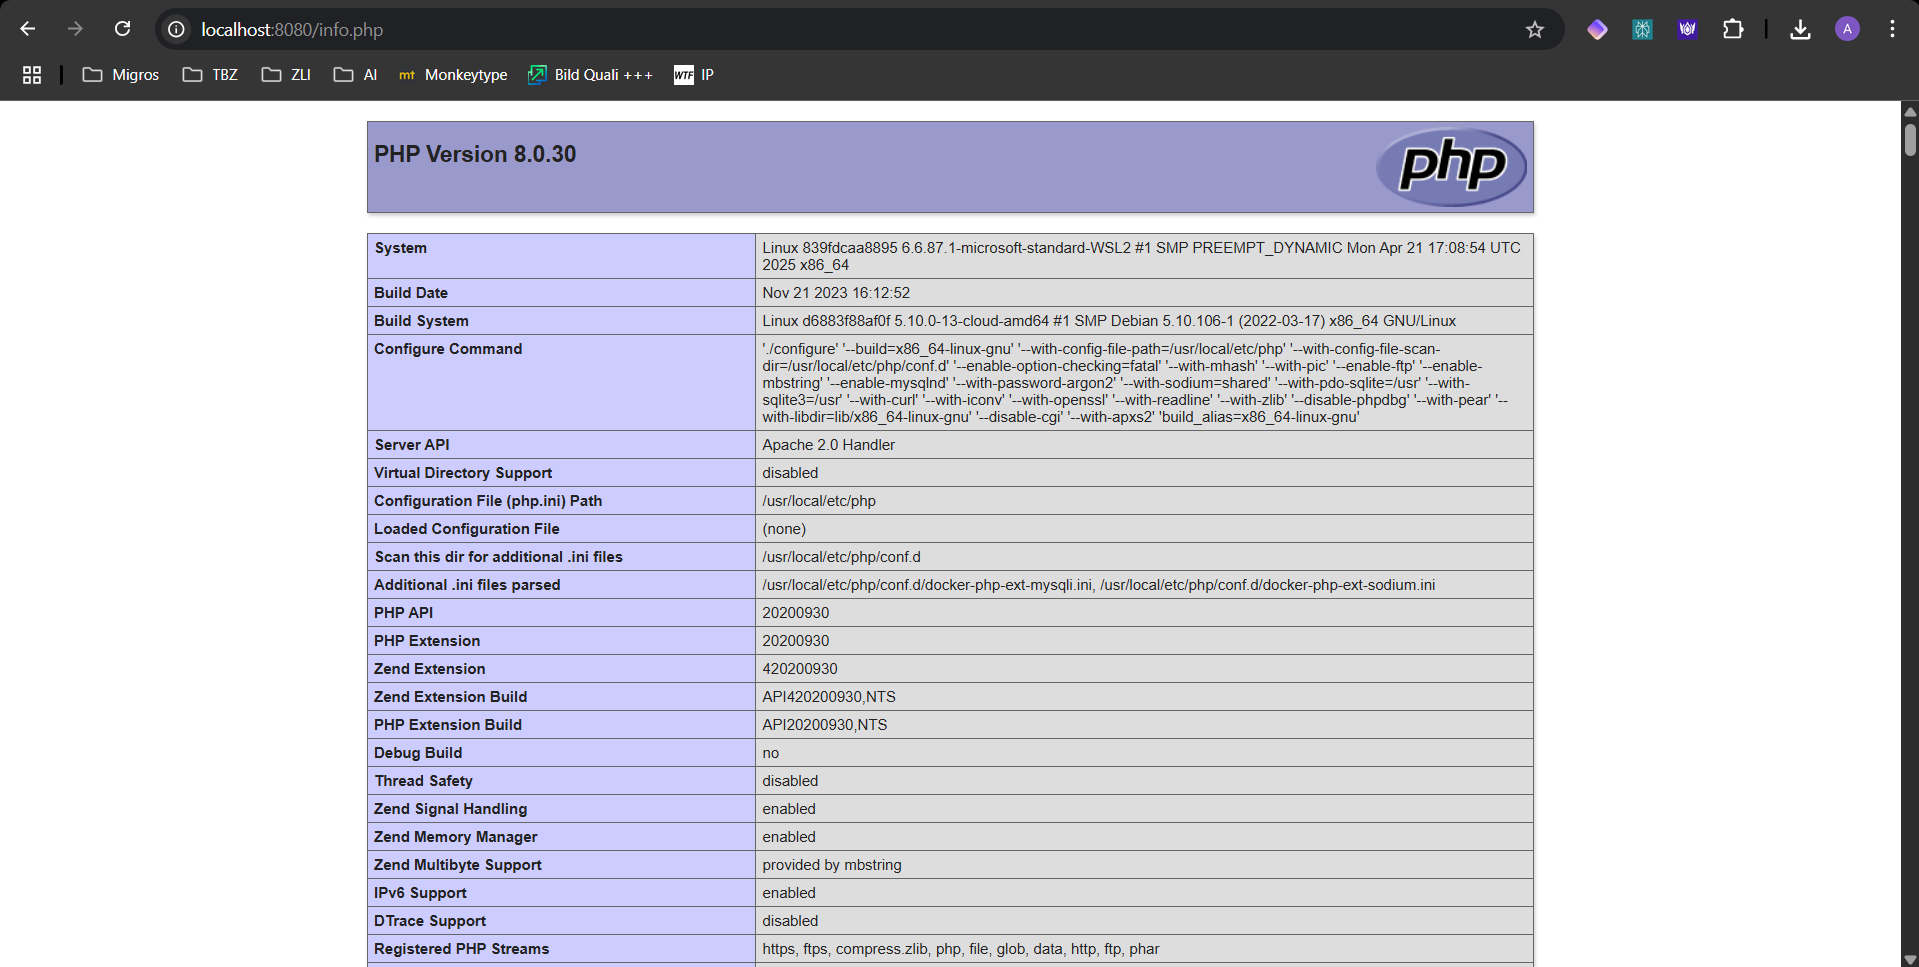 localhost:8080/info.php
A
Migros
TBZ
ZLI
AI
mt Monkeytype
Bild Quali +++
WTF IP
PHP Version 8.0.30
php
System
Linux 839fdcaa8895 6.6.87.1-microsoft-standard-WSL2 #1 SMP PREEMPT_DYNAMIC Mon Apr 21 17:08:54 UTC
2025 x86_64
Build Date
Nov 21 2023 16:12:52
Build System
Linux d6883f88af0f 5.10.0-13-cloud-amd64 #1 SMP Debian 5.10.106-1 (2022-03-17) x86_64 GNU/Linux
Configure Command
'./configure' '--build=x86_64-linux-gnu' '--with-config-file-path=/usr/local/etc/php' '--with-config-file-scan-
dir=/usr/local/etc/php/conf.d' '--enable-option-checking=fatal' '--with-mhash' '--with-pic' '--enable-ftp' '--enable-
mbstring' '--enable-mysqlnd' '--with-password-argon2' '--with-sodium=shared' '--with-pdo-sqlite=/usr' '--with-
sqlite3=/usr' '--with-curl' '--with-iconv' '--with-openssl' '--with-readline' '--with-zlib' '--disable-phpdbg' '--with-pear' '--
with-libdir=lib/x86_64-linux-gnu' '--disable-cgi' '--with-apxs2' 'build_alias=x86_64-linux-gnu'
Server API
Apache 2.0 Handler
Virtual Directory Support
disabled
Configuration File (php.ini) Path
/usr/local/etc/php
Loaded Configuration File
(none)
Scan this dir for additional .ini files
/usr/local/etc/php/conf.d
Additional .ini files parsed
/usr/local/etc/php/conf.d/docker-php-ext-mysqli.ini, /usr/local/etc/php/conf.d/docker-php-ext-sodium.ini
PHP API
20200930
PHP Extension
20200930
Zend Extension
420200930
Zend Extension Build
API420200930,NTS
PHP Extension Build
API20200930,NTS
Debug Build
no
Thread Safety
disabled
Zend Signal Handling
enabled
Zend Memory Manager
enabled
Zend Multibyte Support
provided by mbstring
IPv6 Support
enabled
DTrace Support
disabled
Registered PHP Streams
https, ftps, compress.zlib, php, file, glob, data, http, ftp, phar